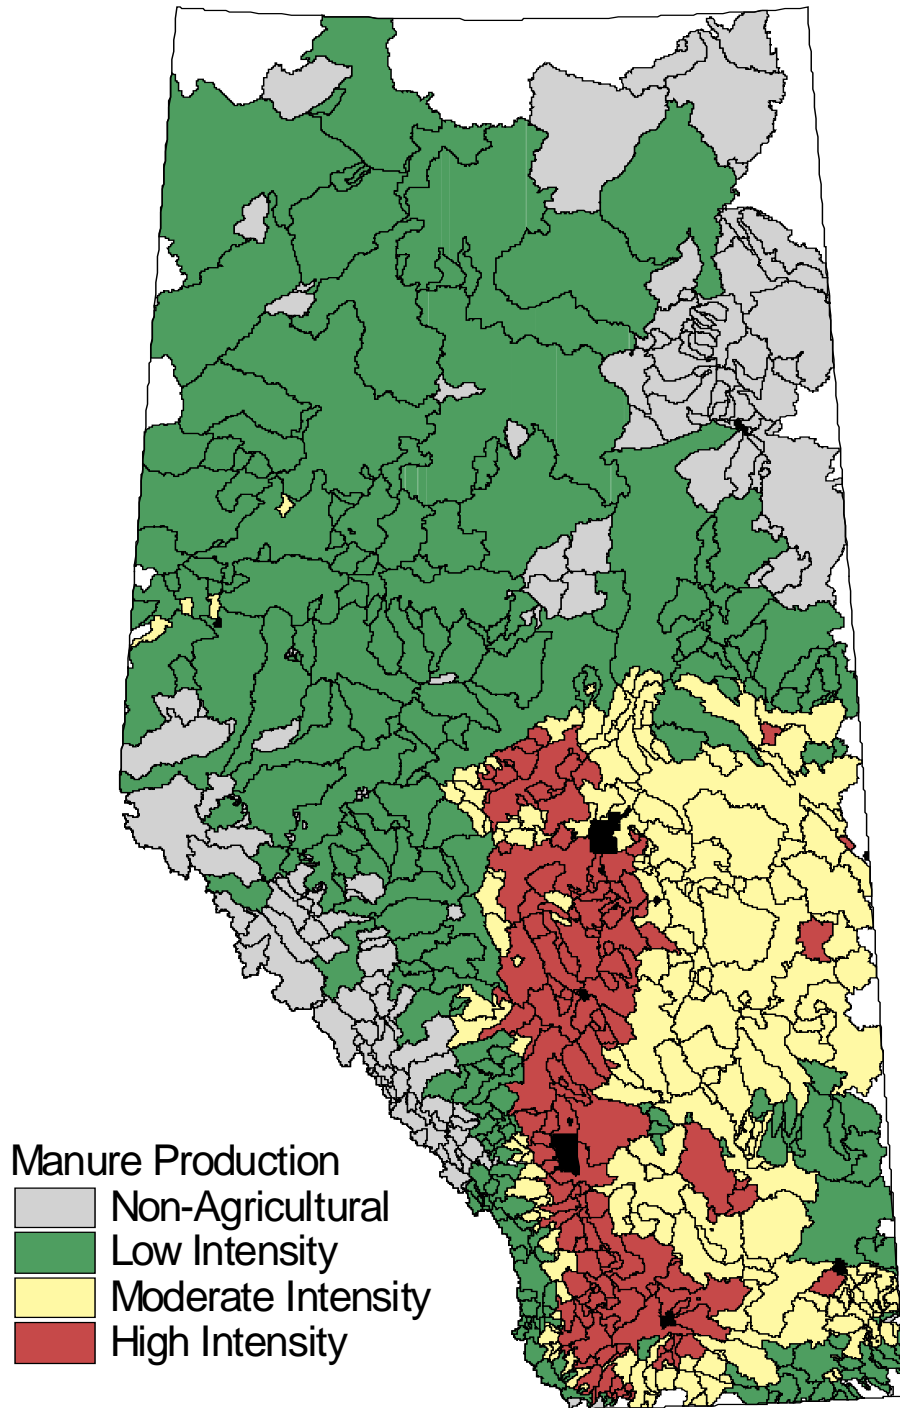 Manure Production
Non-Agricultural
Low Intensity
Moderate Intensity
High Intensity